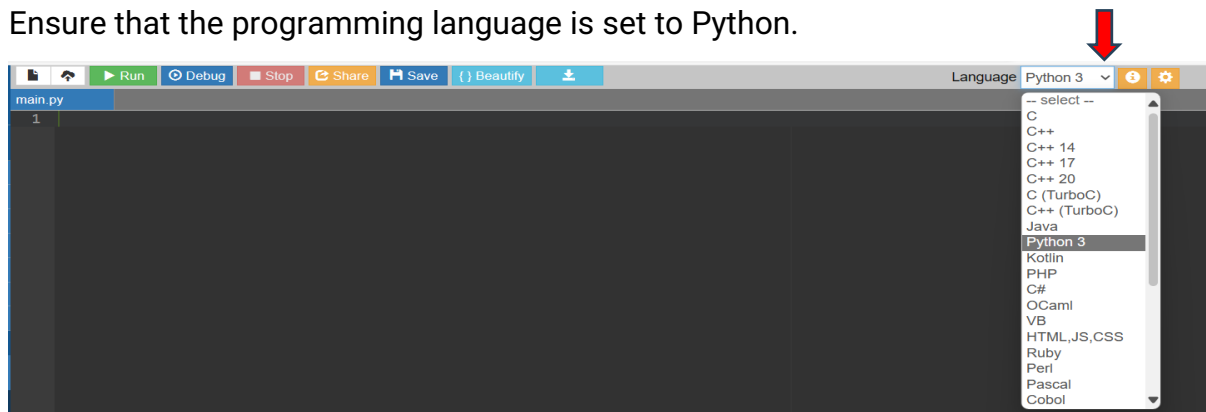 Ensure that the programming language is set to Python.
Run Debug Stop Share Save { } Beautify Language Python 3
main.py
1
-- select --
C
C++
C++ 14
C++ 17
C++ 20
C (TurboC)
C++ (TurboC)
Java
Python 3
Kotlin
PHP
C#
OCaml
VB
HTML,JS,CSS
Ruby
Perl
Pascal
Cobol